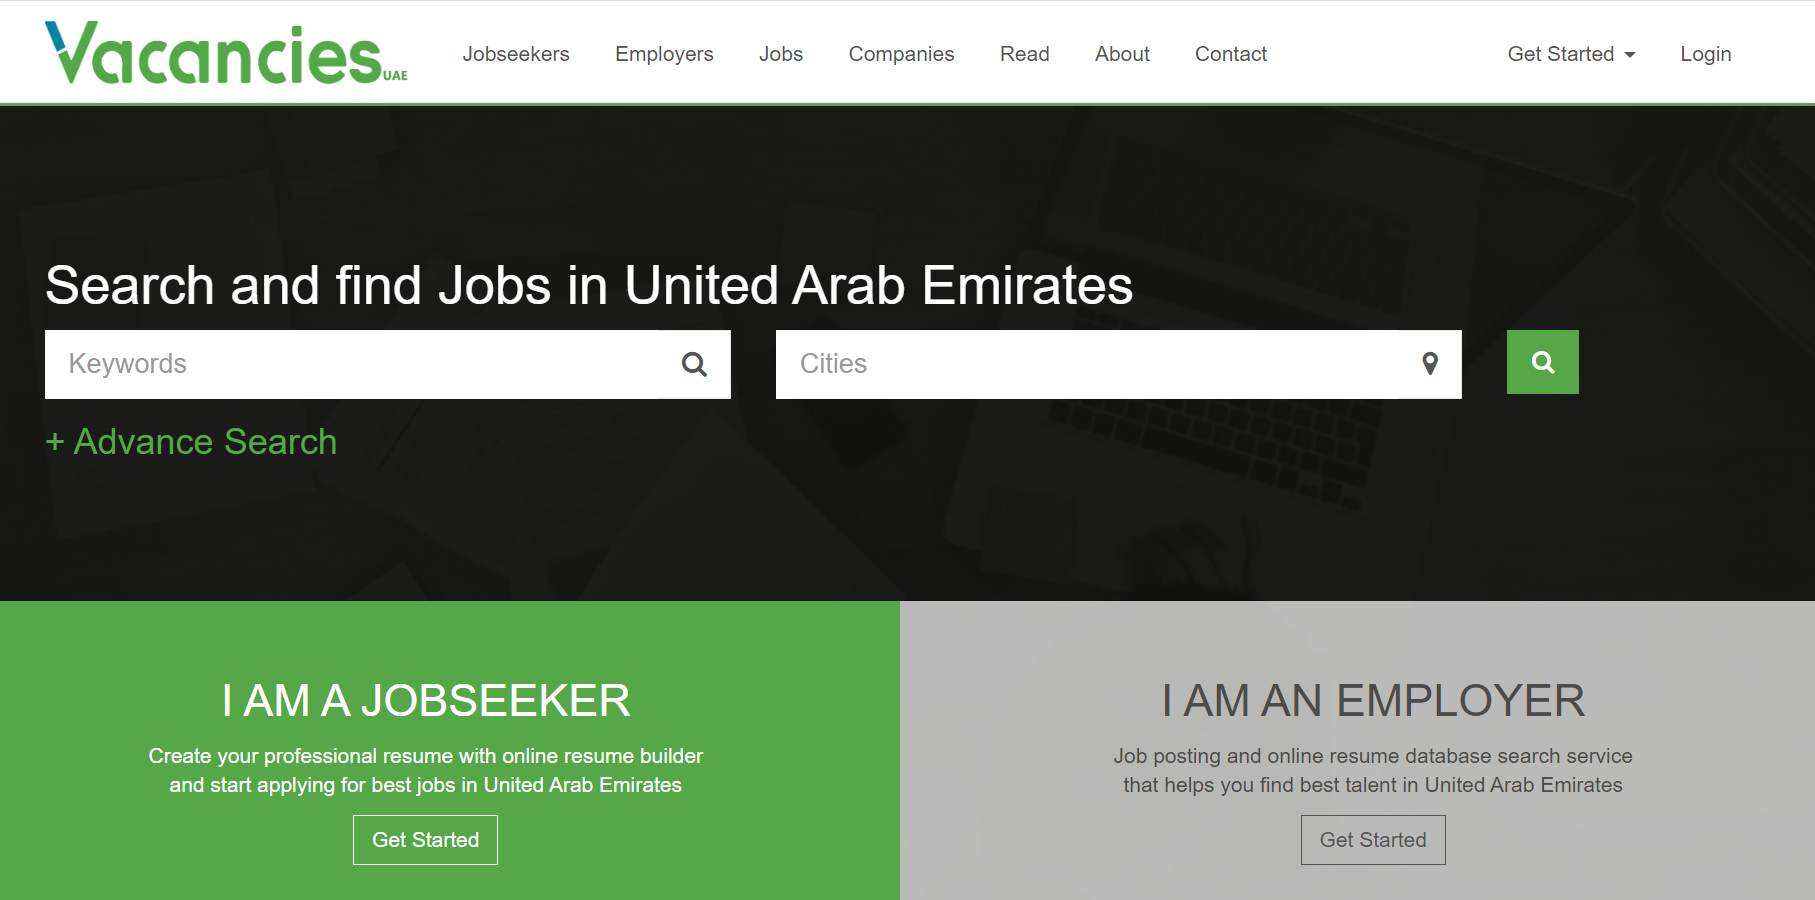 Vacancies UAE
Jobseekers Employers Jobs Companies Read About Contact Get Started Login
Search and find Jobs in United Arab Emirates
Keywords Cities
+ Advance Search
I AM A JOBSEEKER
Create your professional resume with online resume builder
and start applying for best jobs in United Arab Emirates
Get Started
I AM AN EMPLOYER
Job posting and online resume database search service
that helps you find best talent in United Arab Emirates
Get Started